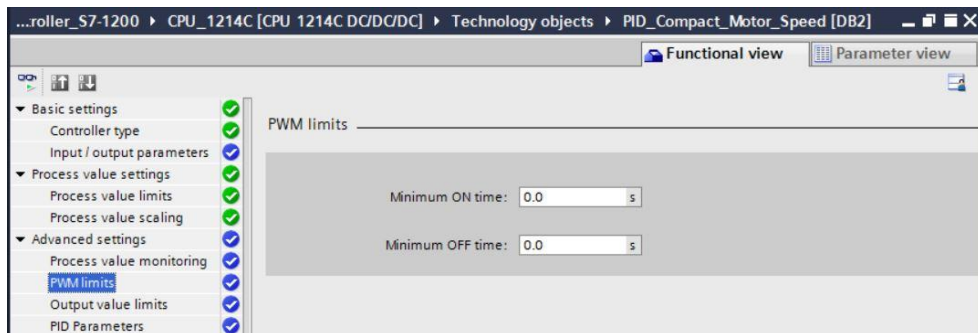 ...roller_S7-1200 ▸ CPU_1214C [CPU 1214C DC/DC/DC] ▸ Technology objects ▸ PID_Compact_Motor_Speed [DB2]
Functional view
Parameter view
Basic settings
Controller type
Input / output parameters
Process value settings
Process value limits
Process value scaling
Advanced settings
Process value monitoring
PWM limits
Output value limits
PID Parameters
PWM limits
Minimum ON time: 0.0 s
Minimum OFF time: 0.0 s